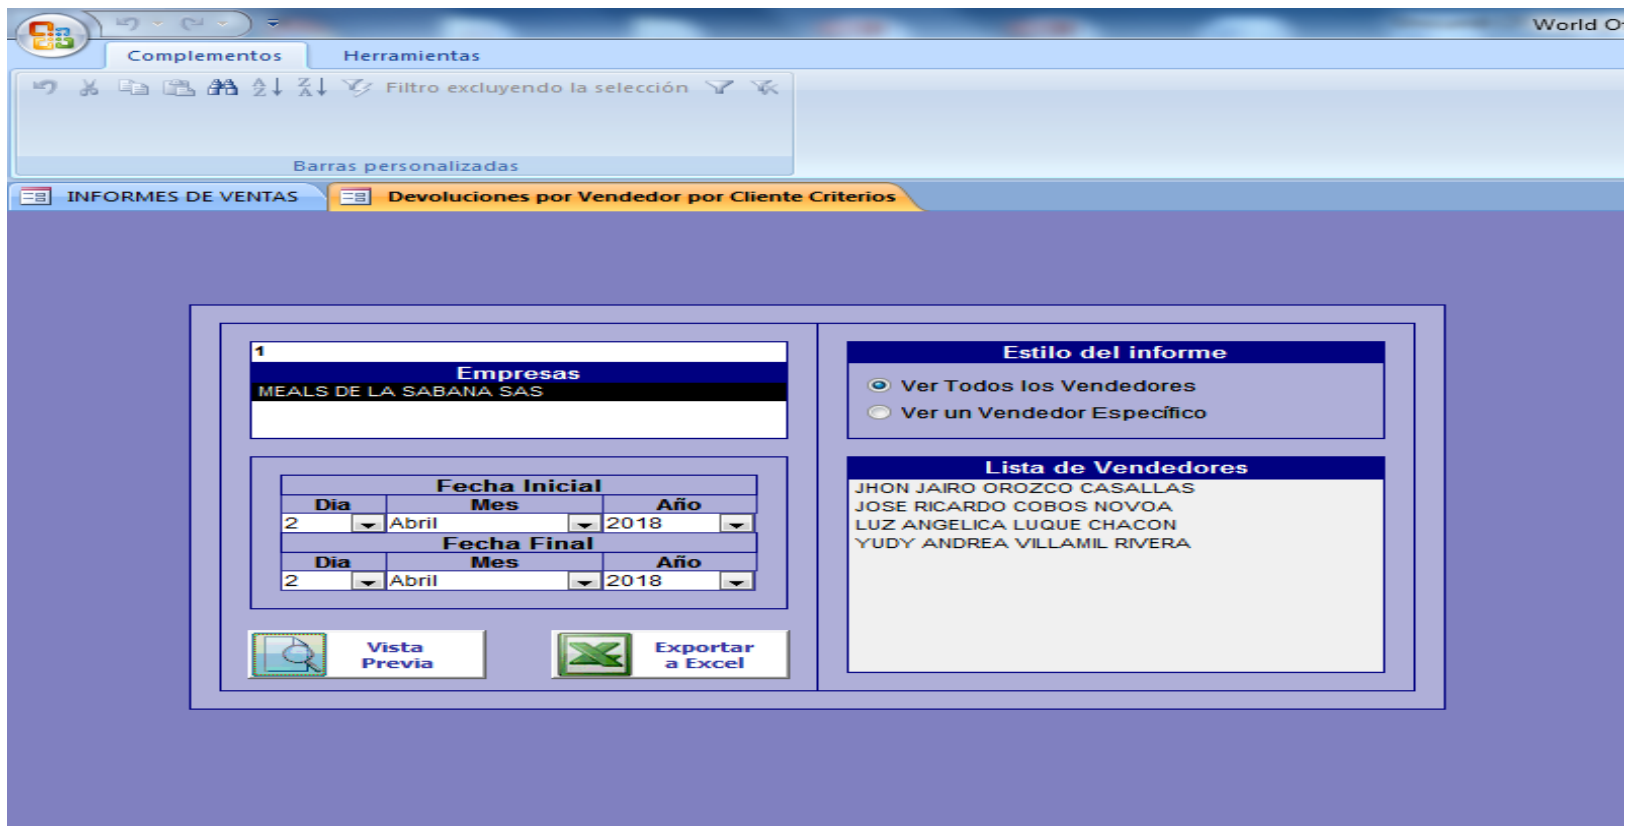 World O
Complementos Herramientas
Filtro excluyendo la selección
Barras personalizadas
INFORMES DE VENTAS Devoluciones por Vendedor por Cliente Criterios
1
Empresas
MEALS DE LA SABANA SAS
Fecha Inicial
Dia Mes Año
2 Abril 2018
Fecha Final
Dia Mes Año
2 Abril 2018
Vista
Previa
Exportar
a Excel
Estilo del informe
Ver Todos los Vendedores
Ver un Vendedor Específico
Lista de Vendedores
JHON JAIRO OROZCO CASALLAS
JOSE RICARDO COBOS NOVOA
LUZ ANGELICA LUQUE CHACON
YUDY ANDREA VILLAMIL RIVERA